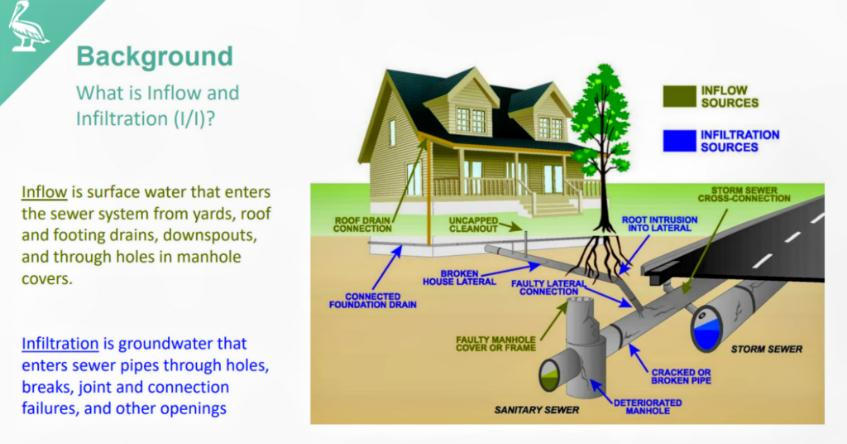 Background
What is Inflow and
Infiltration (I/I)?
Inflow is surface water that enters
the sewer system from yards, roof
and footing drains, downspouts,
and through holes in manhole
covers.
Infiltration is groundwater that
enters sewer pipes through holes,
breaks, joint and connection
failures, and other openings
INFLOW
SOURCES
INFILTRATION
SOURCES
STORM SEWER
CROSS-CONNECTION
ROOF DRAIN
CONNECTION
UNCAPPED
CLEANOUT
ROOT INTRUSION
INTO LATERAL
BROKEN
HOUSE LATERAL
FAULTY LATERAL
CONNECTION
CONNECTED
FOUNDATION DRAIN
FAULTY MANHOLE
COVER OR FRAME
STORM SEWER
CRACKED OR
BROKEN PIPE
DETERIORATED
MANHOLE
SANITARY SEWER